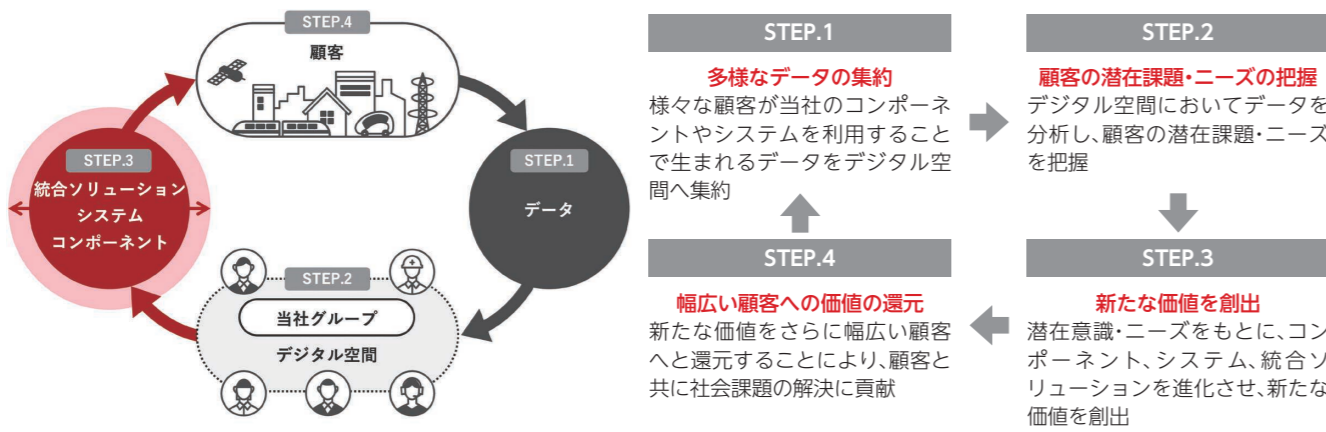 STEP.4
顧客
STEP.3
統合ソリューション
システム
コンポーネント
STEP.1
データ
STEP.2
当社グループ
デジタル空間
STEP.1
多様なデータの集約
様々な顧客が当社のコンポーネ
ントやシステムを利用すること
で生まれるデータをデジタル空
間へ集約
STEP.2
顧客の潜在課題・ニーズの把握
デジタル空間においてデータを
分析し、顧客の潜在課題・ニーズ
を把握
STEP.4
幅広い顧客への価値の還元
新たな価値をさらに幅広い顧客
へと還元することにより、顧客と
共に社会課題の解決に貢献
STEP.3
新たな価値を創出
潜在意識・ニーズをもとに、コン
ポーネント、システム、統合ソ
リューションを進化させ、新たな
価値を創出